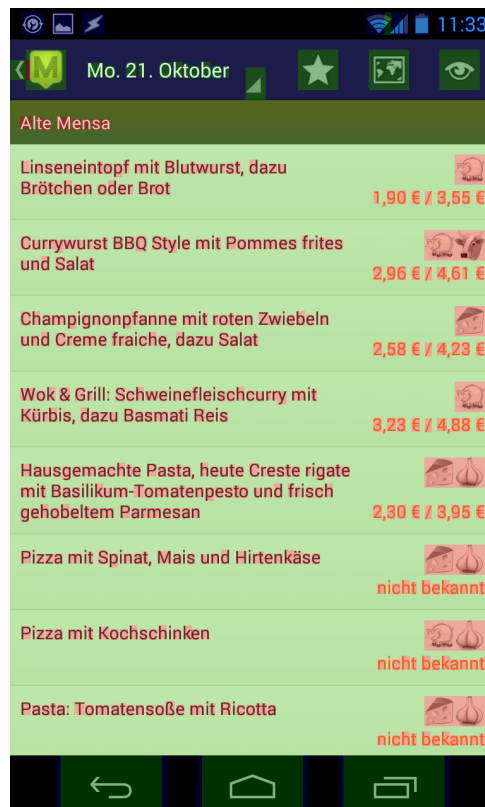 11:33
M Mo. 21. Oktober
Alte Mensa
Linseneintopf mit Blutwurst, dazu
Brötchen oder Brot
1,90 € / 3,55 €
Currywurst BBQ Style mit Pommes frites
und Salat
2,96 € / 4,61 €
Champignonpfanne mit roten Zwiebeln
und Creme fraiche, dazu Salat
2,58 € / 4,23 €
Wok & Grill: Schweinefleischcurry mit
Kürbis, dazu Basmati Reis
3,23 € / 4,88 €
Hausgemachte Pasta, heute Creste rigate
mit Basilikum-Tomatenpesto und frisch
gehobeltem Parmesan
2,30 € / 3,95 €
Pizza mit Spinat, Mais und Hirtenkäse
nicht bekannt
Pizza mit Kochschinken
nicht bekannt
Pasta: Tomatensoße mit Ricotta
nicht bekannt